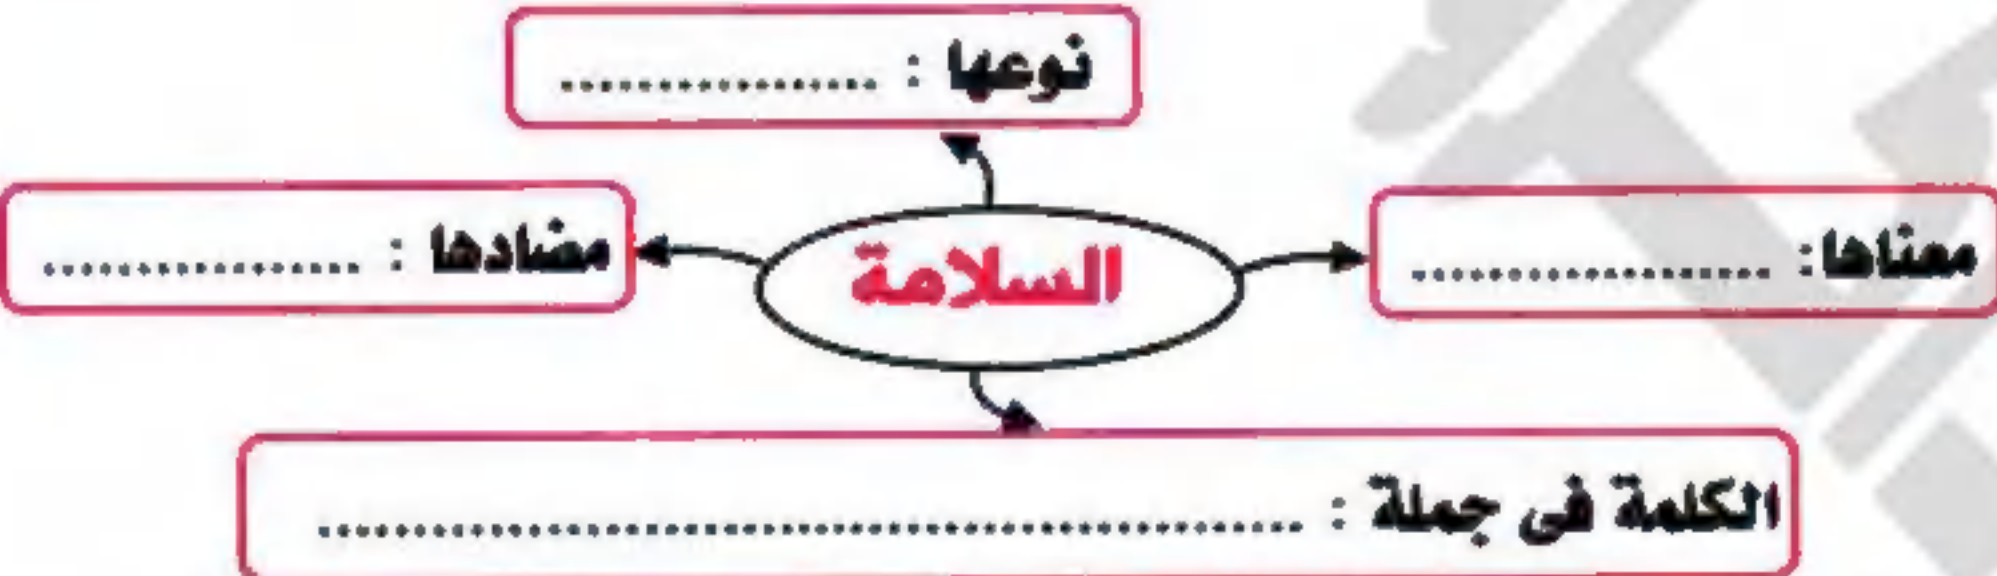 نوعها : .................
معناها: ...................
السلامة
مضادها : .................
الكلمة فى جملة : ...................................................